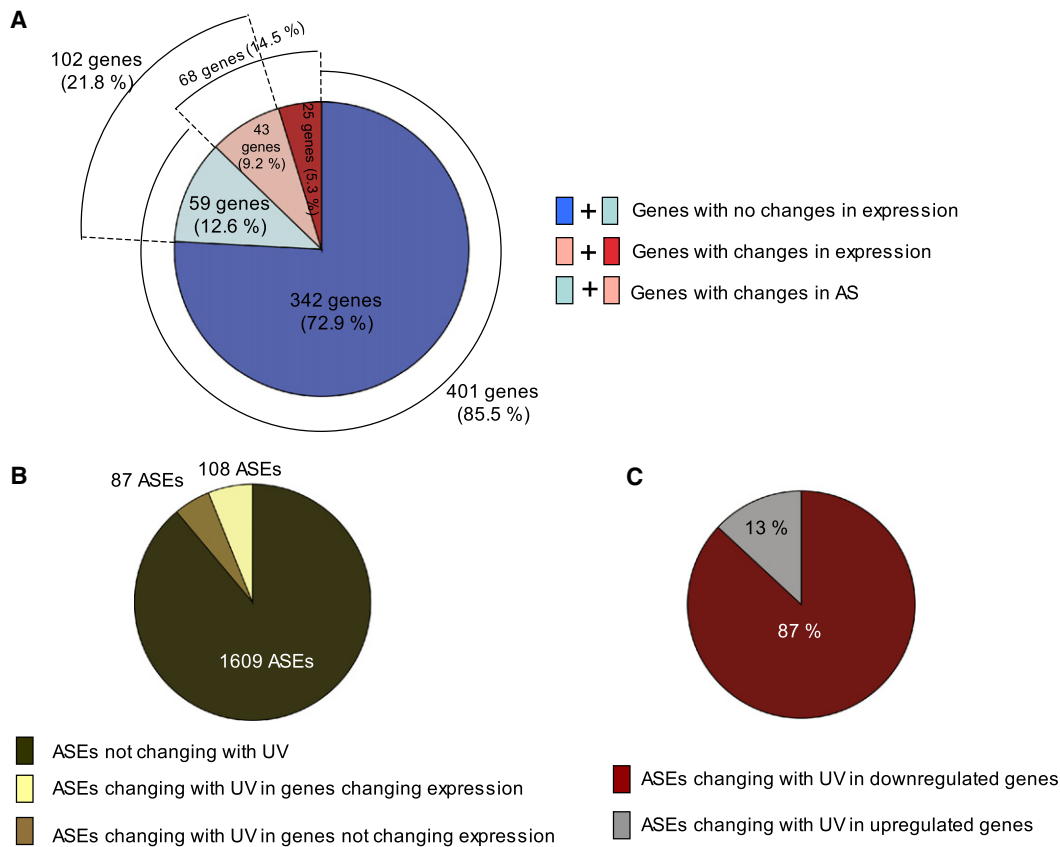 A
102 genes
(21.8 %)
68 genes (14.5 %)
43
genes
(9.2 %)
25 genes (5.3 %)
59 genes
(12.6 %)
342 genes
(72.9 %)
401 genes
(85.5 %)
+ Genes with no changes in expression
+ Genes with changes in expression
+ Genes with changes in AS
B
87 ASEs
108 ASEs
1609 ASEs
ASEs not changing with UV
ASEs changing with UV in genes changing expression
ASEs changing with UV in genes not changing expression
C
13 %
87 %
ASEs changing with UV in downregulated genes
ASEs changing with UV in upregulated genes